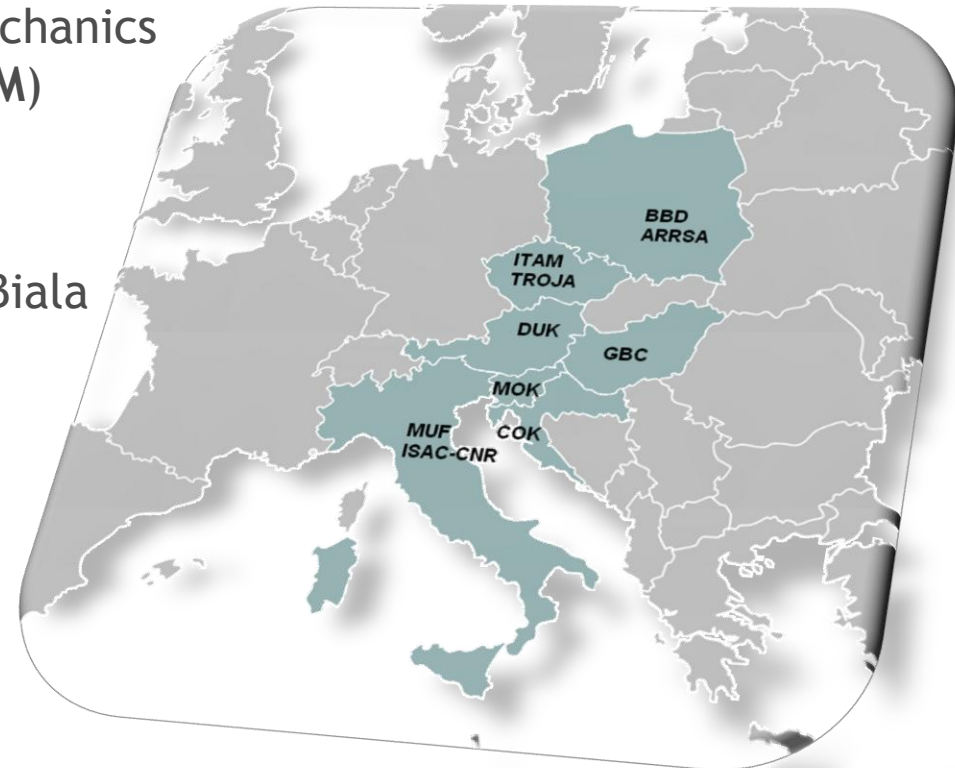 chanics
M)
Biala
BBD
ARRSA
ITAM
TROJA
DUK
GBC
MOK
MUF
COK
ISAC-CNR